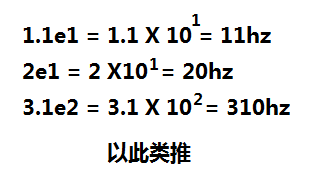 1.1e1 = 1.1 X 10¹= 11hz
2e1 = 2 X10¹= 20hz
3.1e2 = 3.1 X 10²= 310hz
以此类推